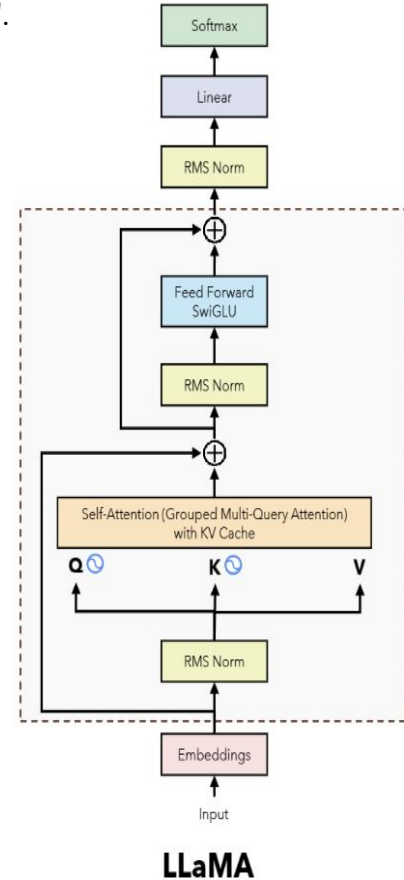 Softmax
Linear
RMS Norm
Feed Forward
SwiGLU
RMS Norm
Self-Attention (Grouped Multi-Query Attention)
with KV Cache
Q K V
RMS Norm
Embeddings
Input
LLaMA